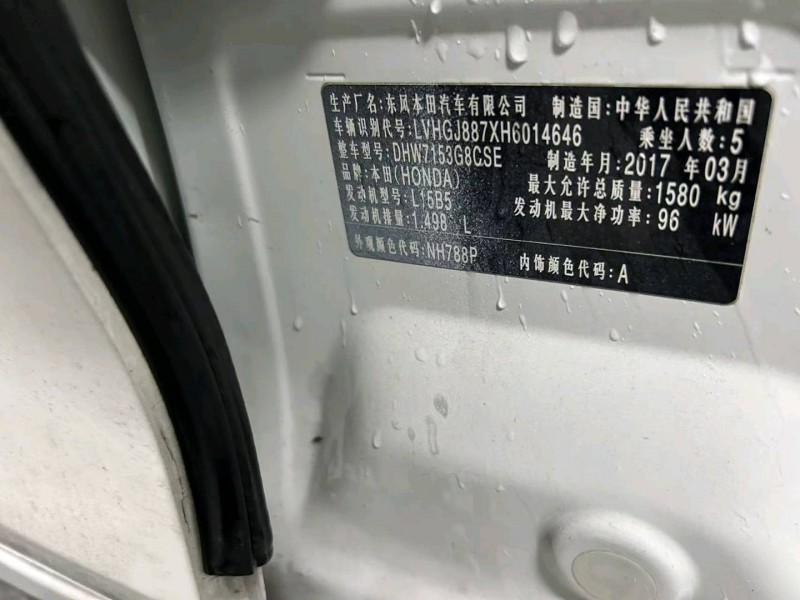 生产厂名:东风本田汽车有限公司 制造国:中华人民共和国
车辆识别代号:LVHGJ887XH6014646 乘坐人数:5
整车型号:DHW7153G8CSE 制造年月:2017 年 03月
品牌:本田(HONDA) 最大允许总质量:1580 kg
发动机型号:L15B5 发动机最大净功率:96 kW
发动机排量:1.498 L
外观颜色代码:NH788P 内饰颜色代码:A